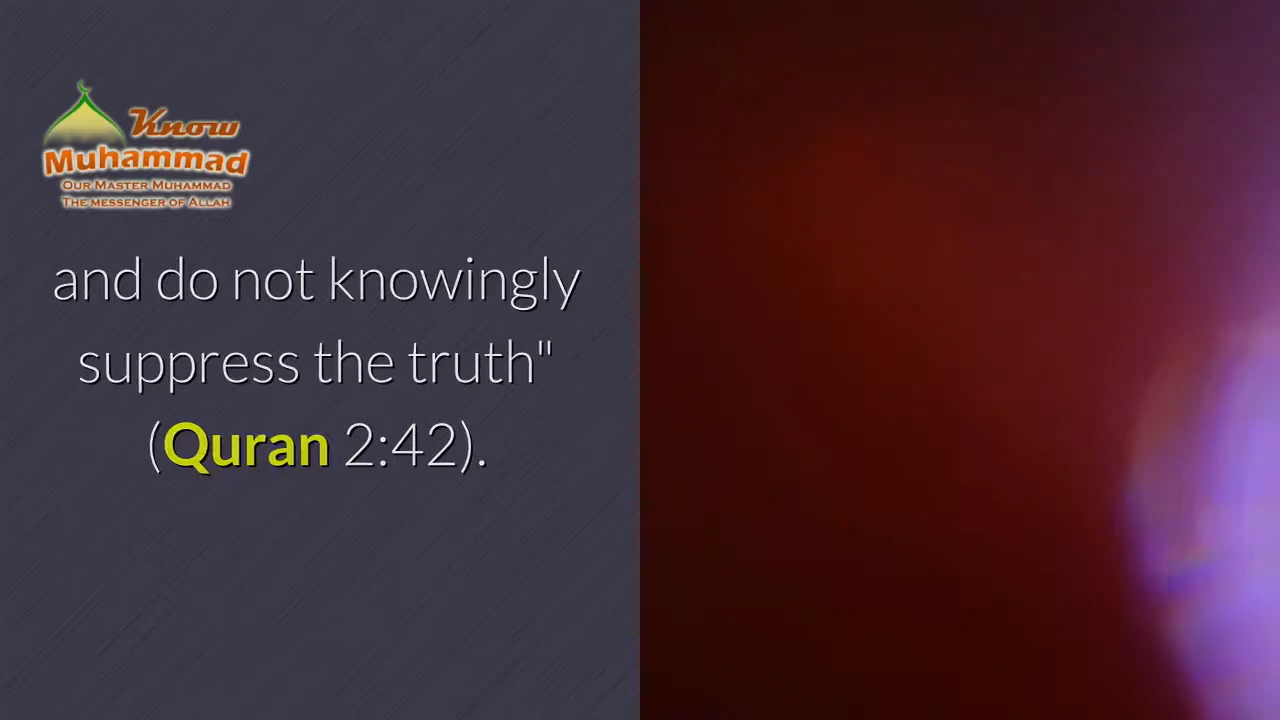 Know
Muhammad
Our Master Muhammad
The messenger of Allah
and do not knowingly
suppress the truth"
(Quran 2:42).